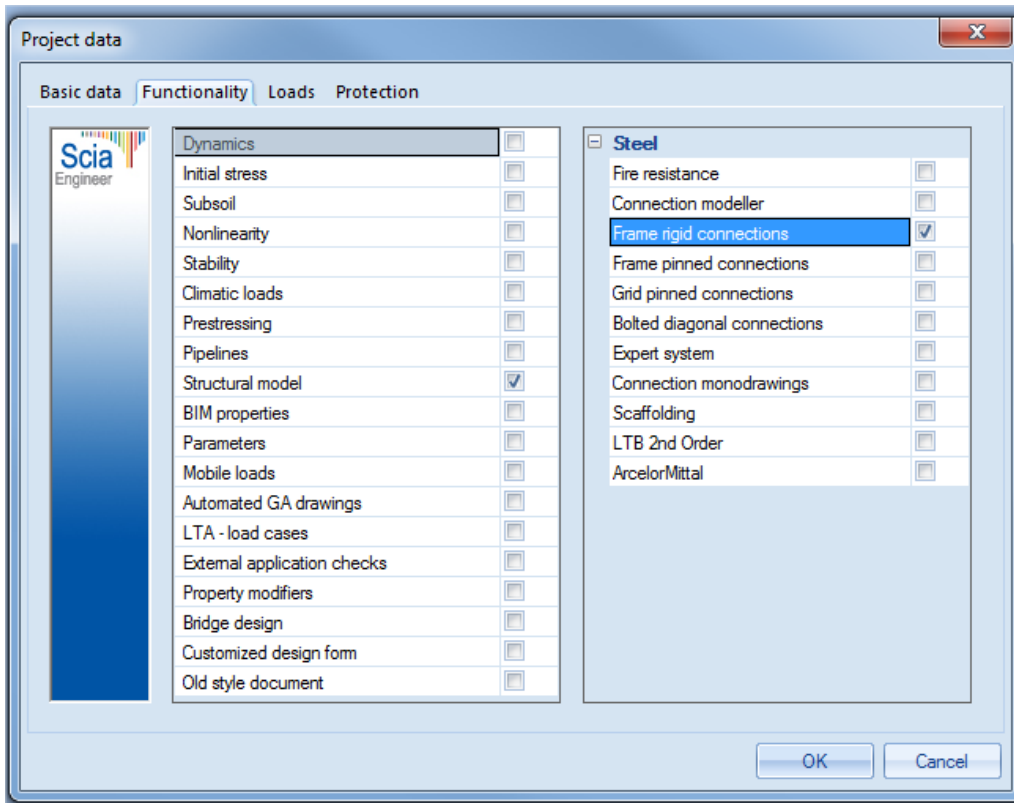 Project data
Basic data Functionality Loads Protection
Scia
Engineer
Dynamics
Initial stress
Subsoil
Nonlinearity
Stability
Climatic loads
Prestressing
Pipelines
Structural model
BIM properties
Parameters
Mobile loads
Automated GA drawings
LTA - load cases
External application checks
Property modifiers
Bridge design
Customized design form
Old style document
Steel
Fire resistance
Connection modeller
Frame rigid connections
Frame pinned connections
Grid pinned connections
Bolted diagonal connections
Expert system
Connection monodrawings
Scaffolding
LTB 2nd Order
ArcelorMittal
OK Cancel